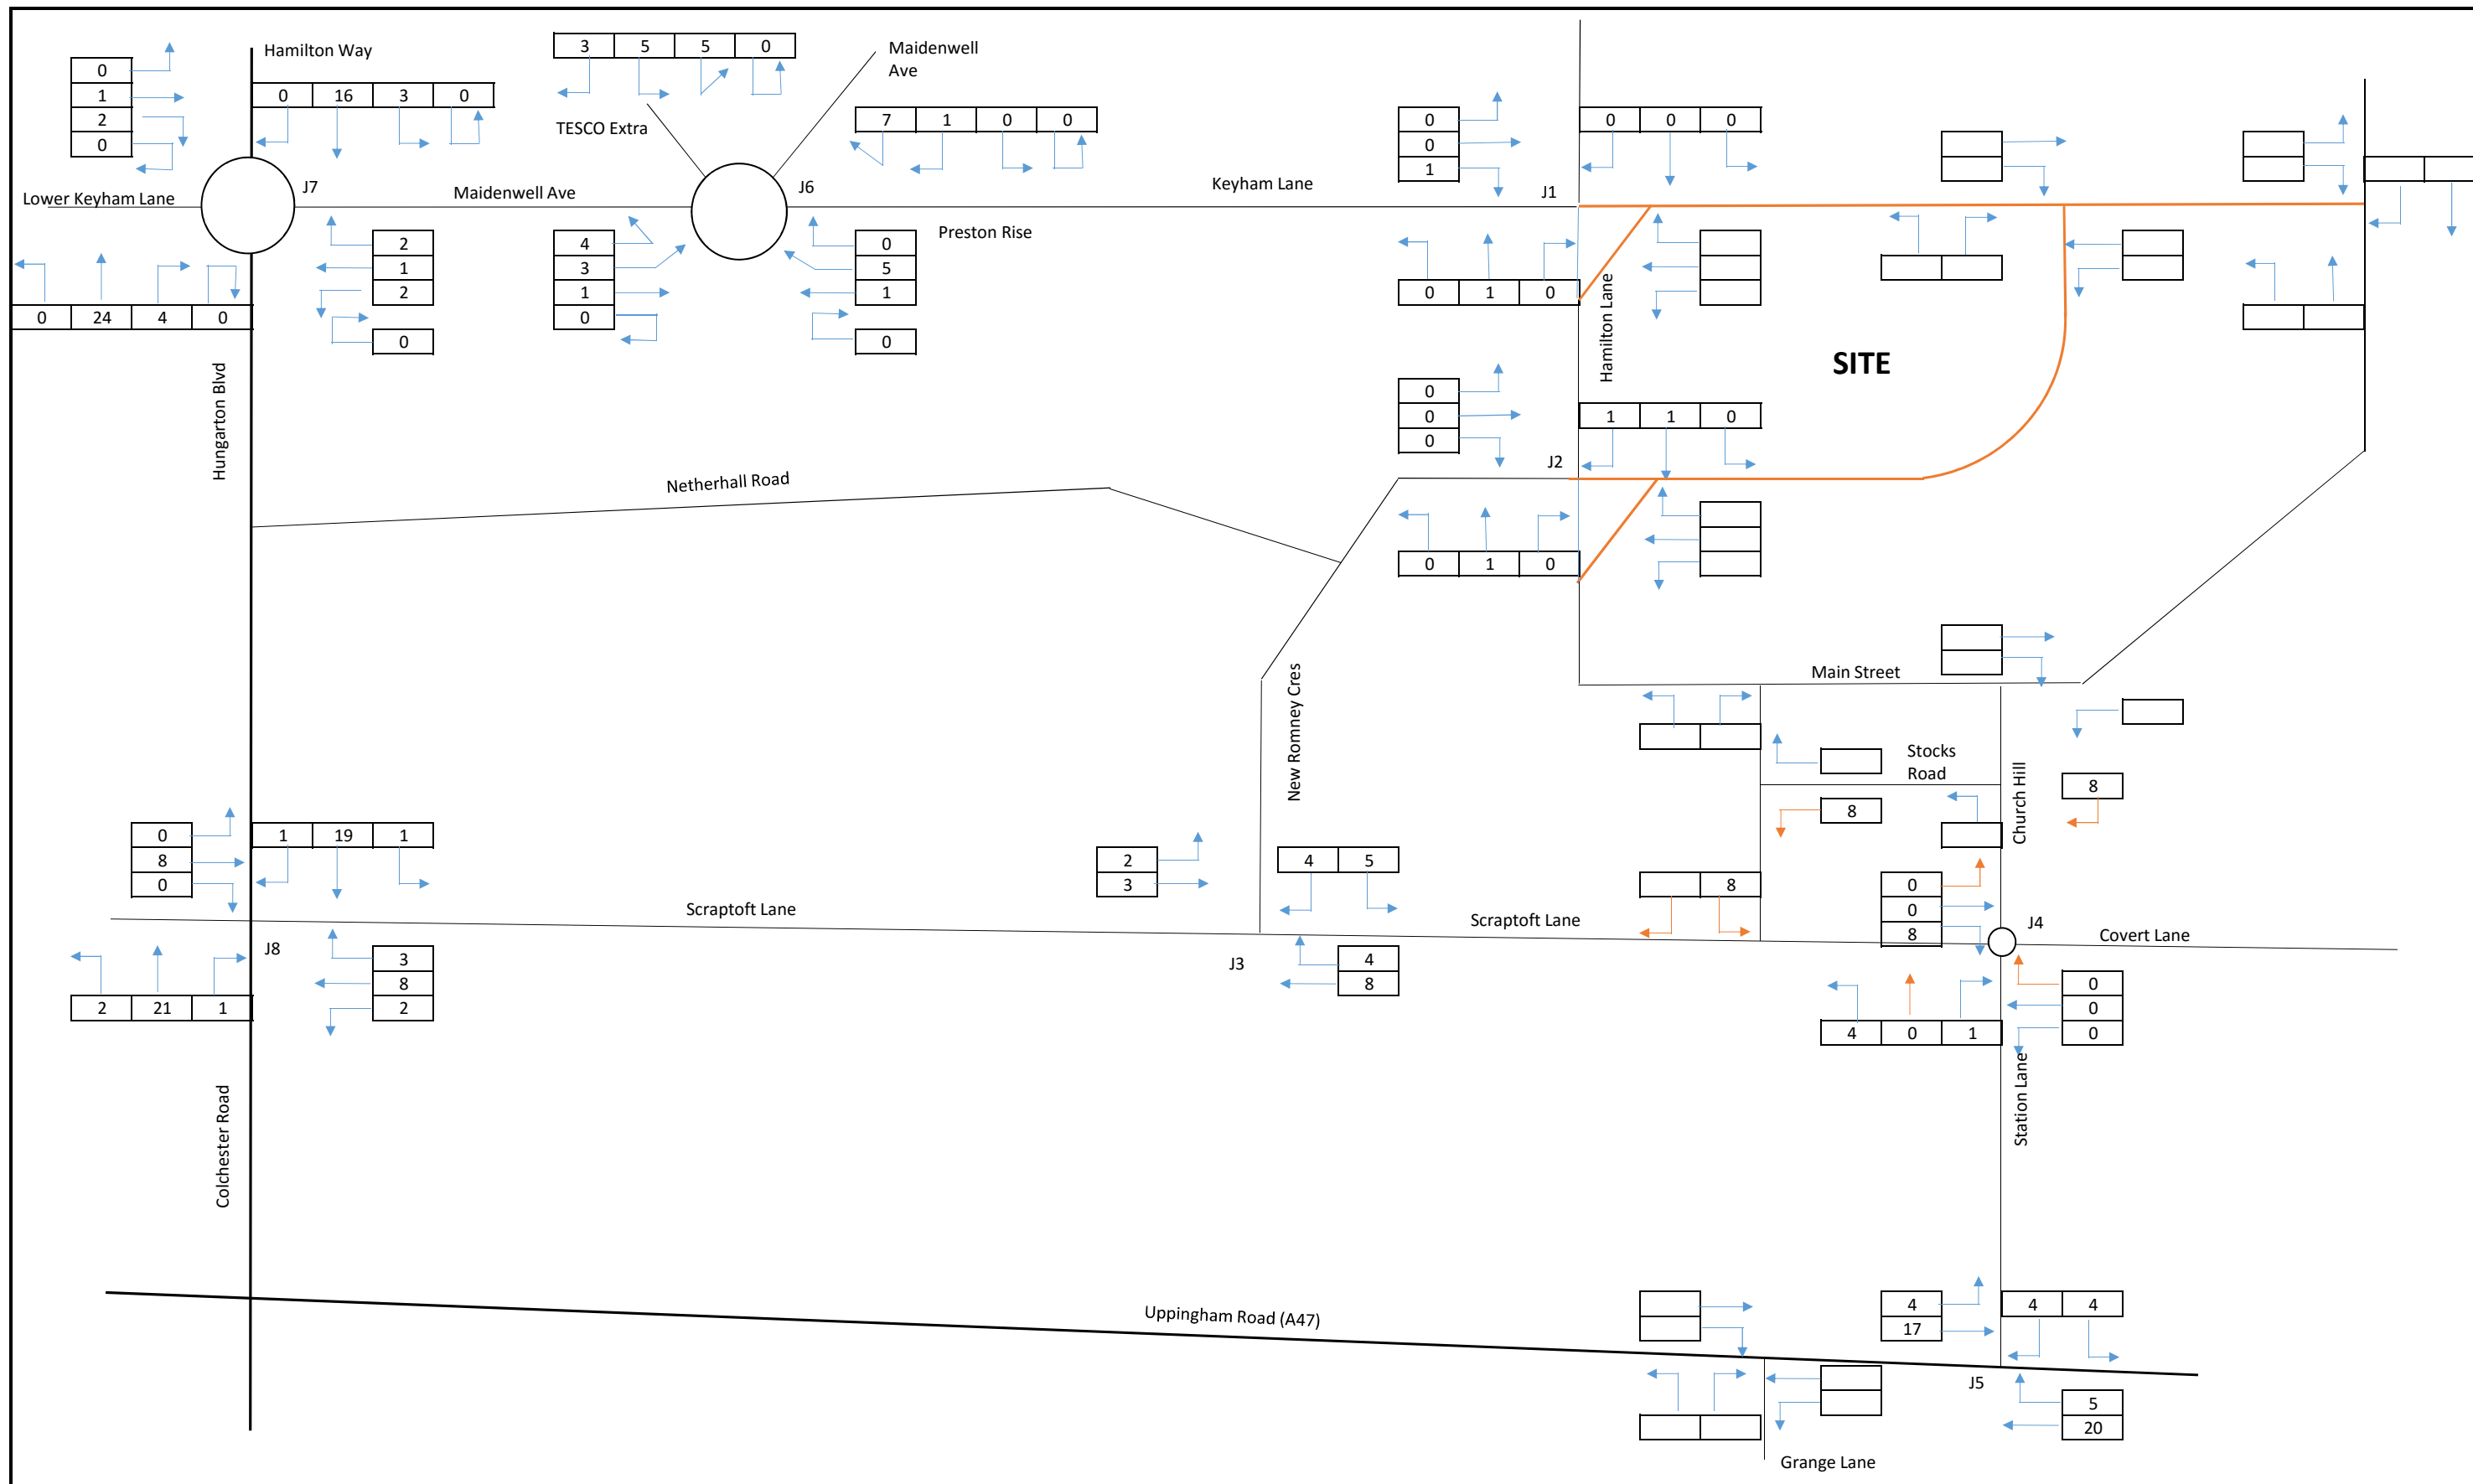 Hamilton Way
3 5 5 0
Maidenwell
Ave
0
1
2
0
0 16 3 0
TESCO Extra
7 1 0 0
0
0
1
0 0 0
Lower Keyham Lane
J7
Maidenwell Ave
J6
Keyham Lane
J1
Preston Rise
2
1
2
0
4
3
1
0
0
5
1
0
0 24 4 0
0 1 0
Hamilton Lane
SITE
Hungarton Blvd
0
0
0
1 1 0
J2
Netherhall Road
0 1 0
Main Street
New Romney Cres
Stocks
Road
Church Hill
8
8
0
8
0
1 19 1
2
3
4 5
8
0
0
8
Scraptoft Lane
Scraptoft Lane
J4
Covert Lane
J8
3
8
2
J3
4
8
2 21 1
4 0 1
0
0
0
Station Lane
Colchester Road
Uppingham Road (A47)
4
17
4 4
J5
5
20
Grange Lane